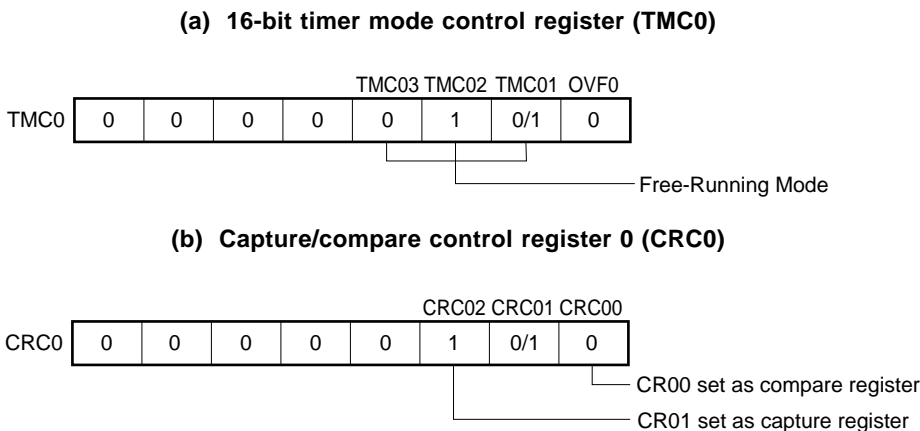 (a) 16-bit timer mode control register (TMC0)
TMC03 TMC02 TMC01 OVF0
TMC0 0 0 0 0 0 1 0/1 0
Free-Running Mode
(b) Capture/compare control register 0 (CRC0)
CRC02 CRC01 CRC00
CRC0 0 0 0 0 0 1 0/1 0
CR00 set as compare register
CR01 set as capture register